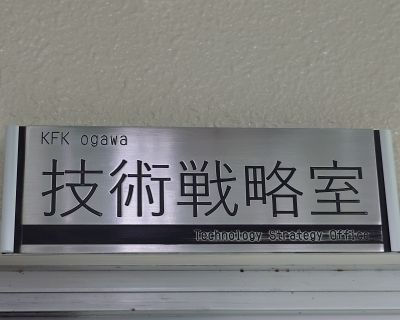 KFK ogawa
技術戦略室
Technology Strategy Office